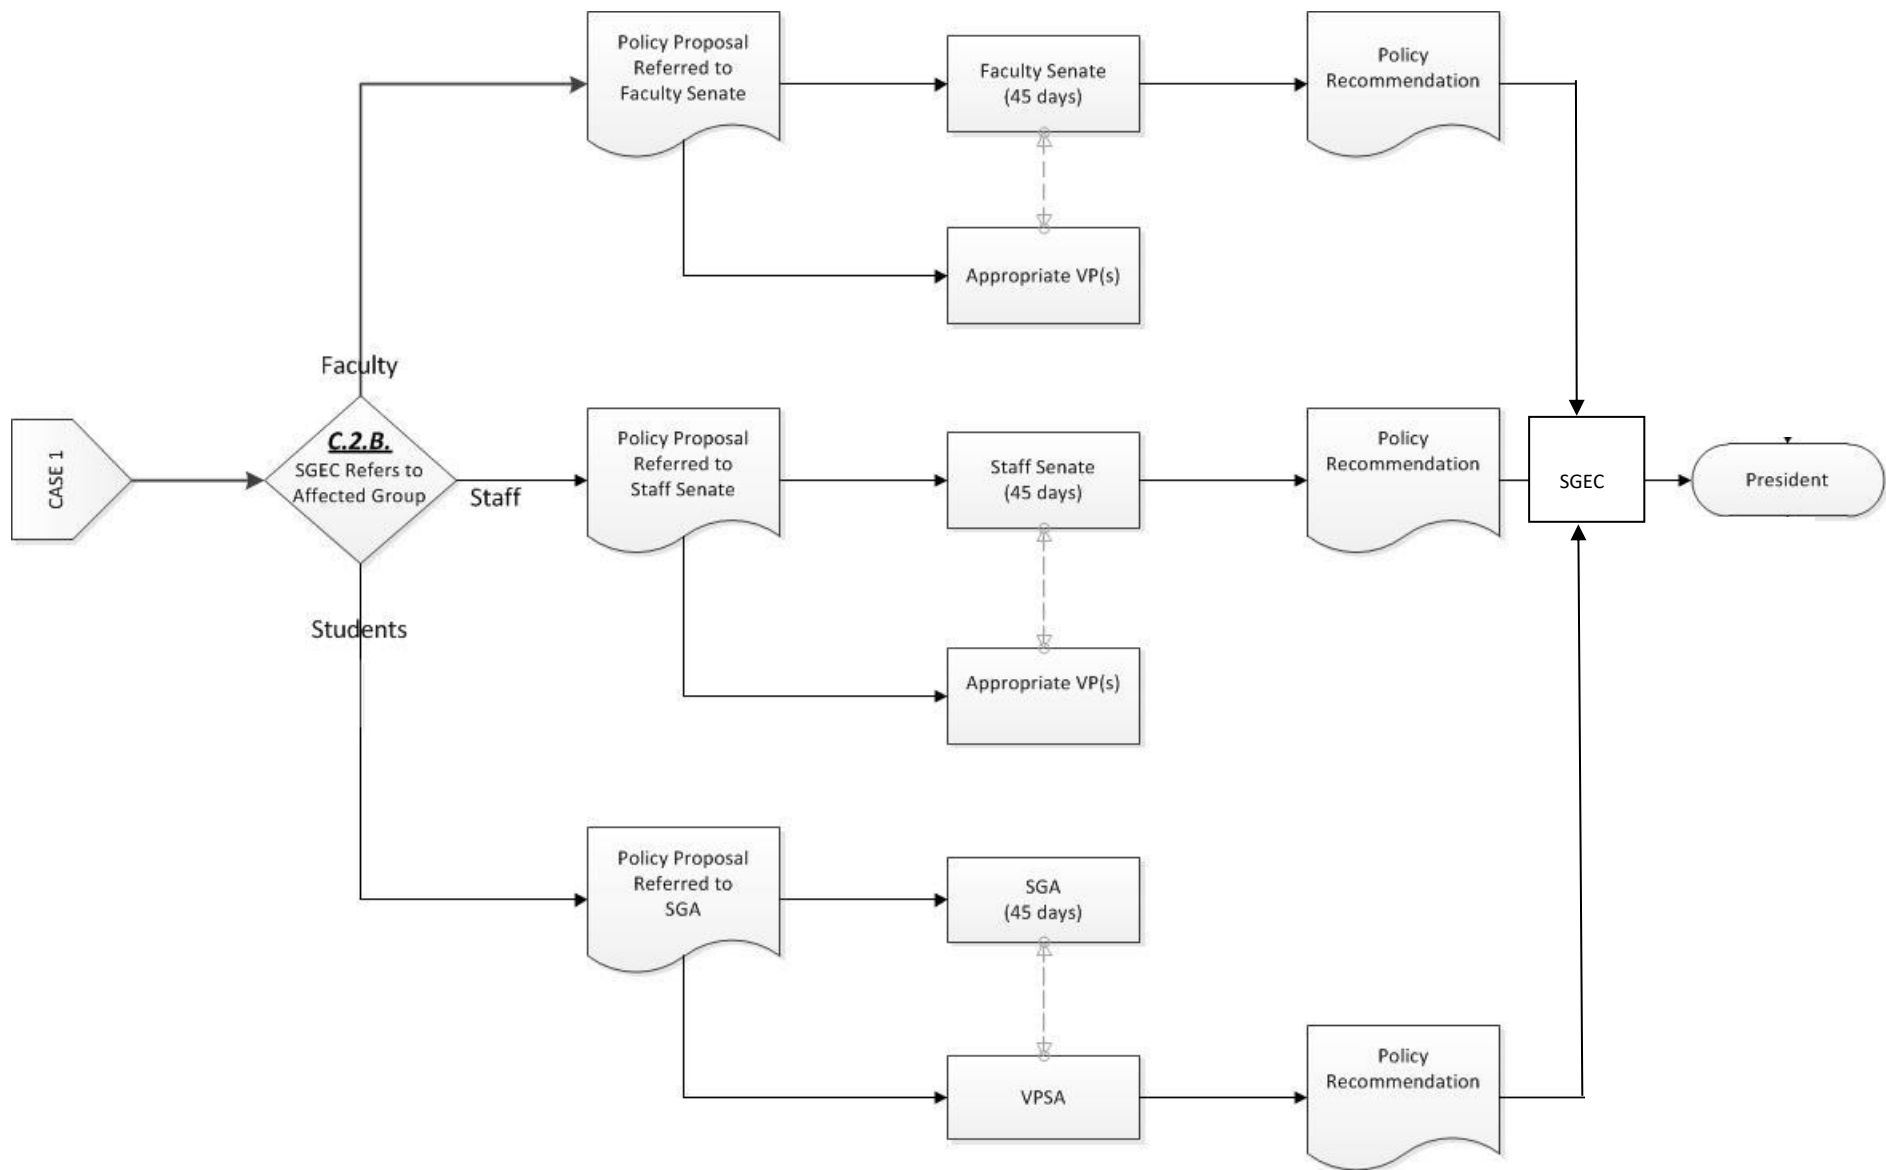 Policy Proposal
Referred to
Faculty Senate
Faculty Senate
(45 days)
Policy
Recommendation
Appropriate VP(s)
Faculty
CASE 1
C.2.B.
SGEC Refers to
Affected Group
Staff
Policy Proposal
Referred to
Staff Senate
Staff Senate
(45 days)
Policy
Recommendation
SGEC
President
Appropriate VP(s)
Students
Policy Proposal
Referred to
SGA
SGA
(45 days)
VPSA
Policy
Recommendation